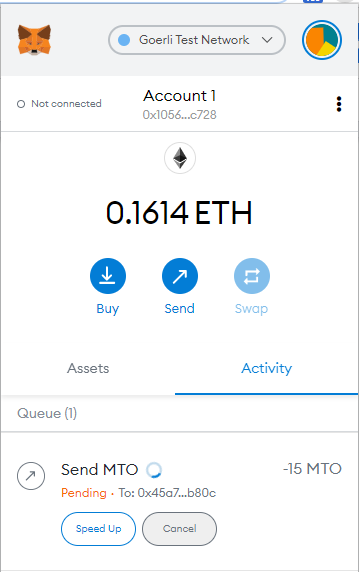 Goerli Test Network
Not connected
Account 1
0x1056...c728
0.1614 ETH
Buy
Send
Swap
Assets
Activity
Queue (1)
Send MTO
-15 MTO
Pending · To: 0x45a7...b80c
Speed Up
Cancel